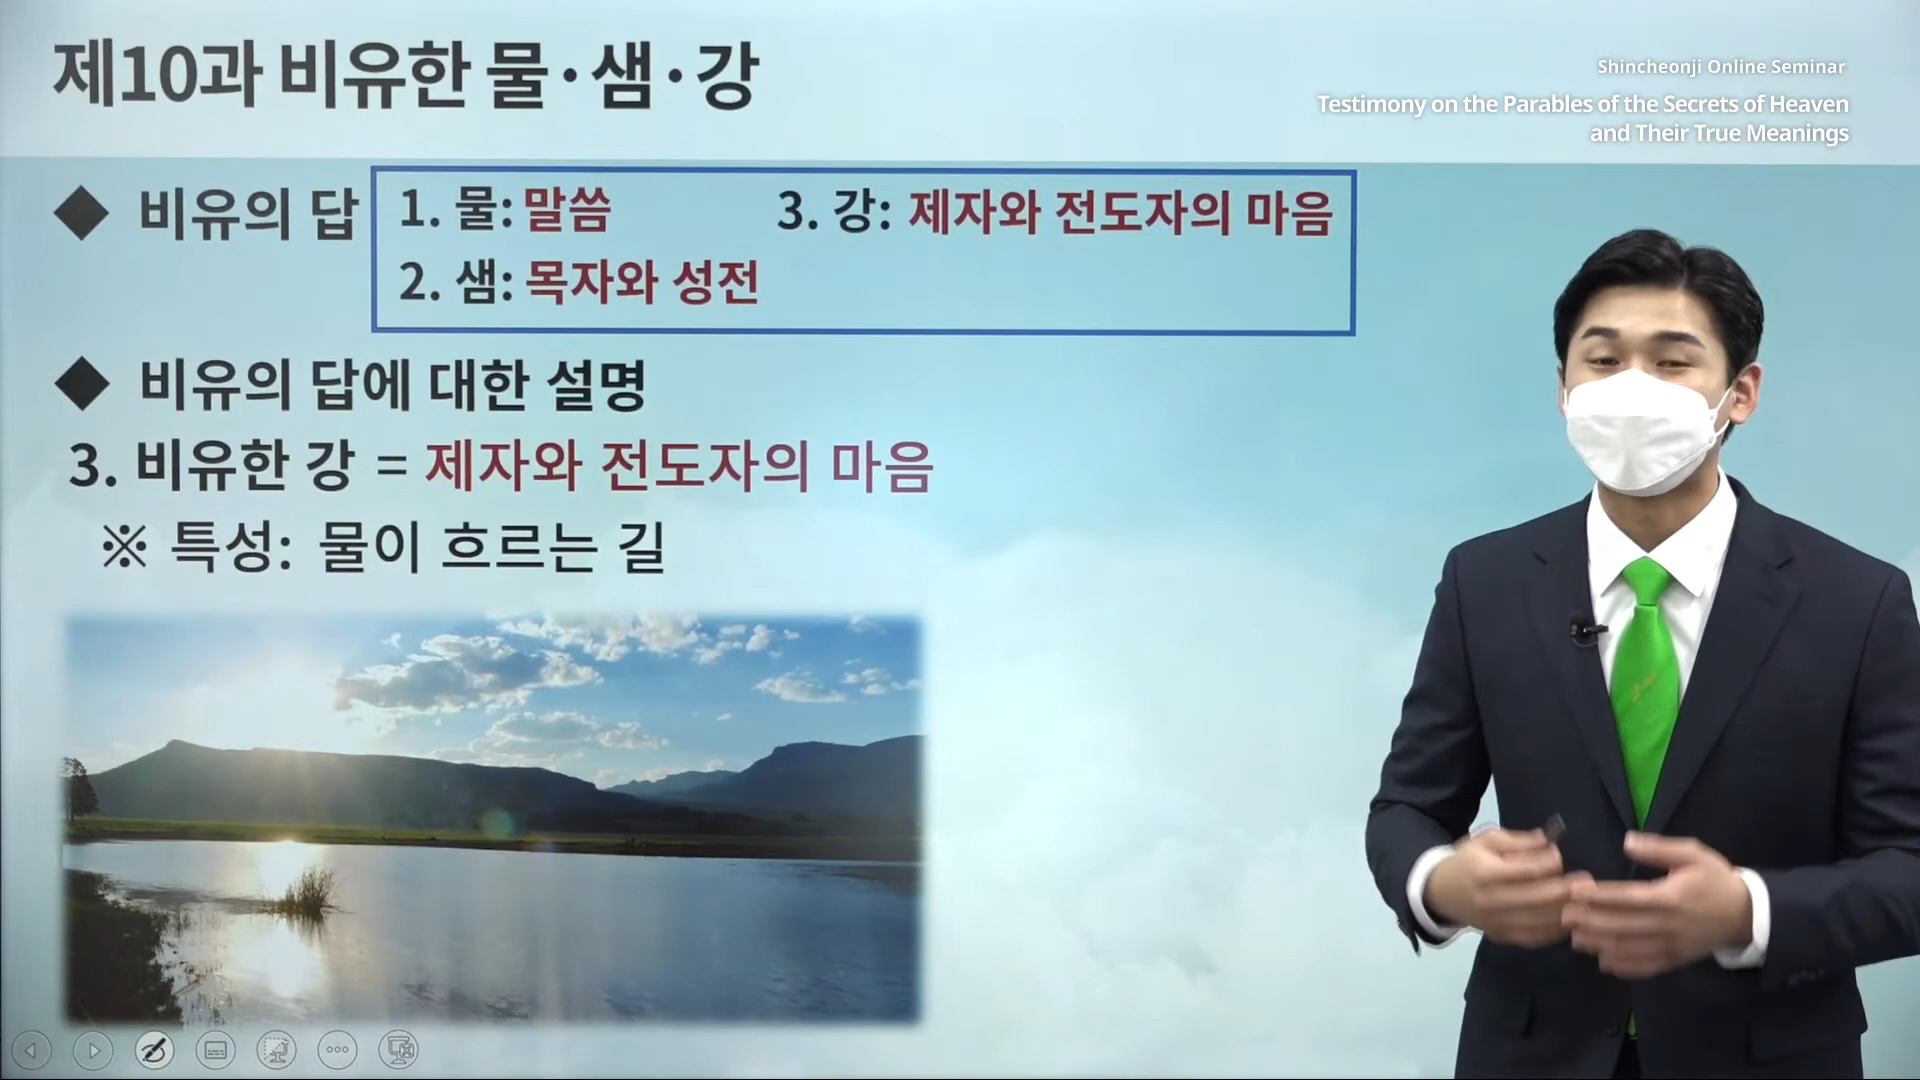 제10과 비유한 물·샘·강
Shincheonji Online Seminar
Testimony on the Parables of the Secrets of Heaven
and Their True Meanings
◆ 비유의 답
1. 물: 말씀
3. 강: 제자와 전도자의 마음
2. 샘: 목자와 성전
◆ 비유의 답에 대한 설명
3. 비유한 강 = 제자와 전도자의 마음
※ 특성: 물이 흐르는 길